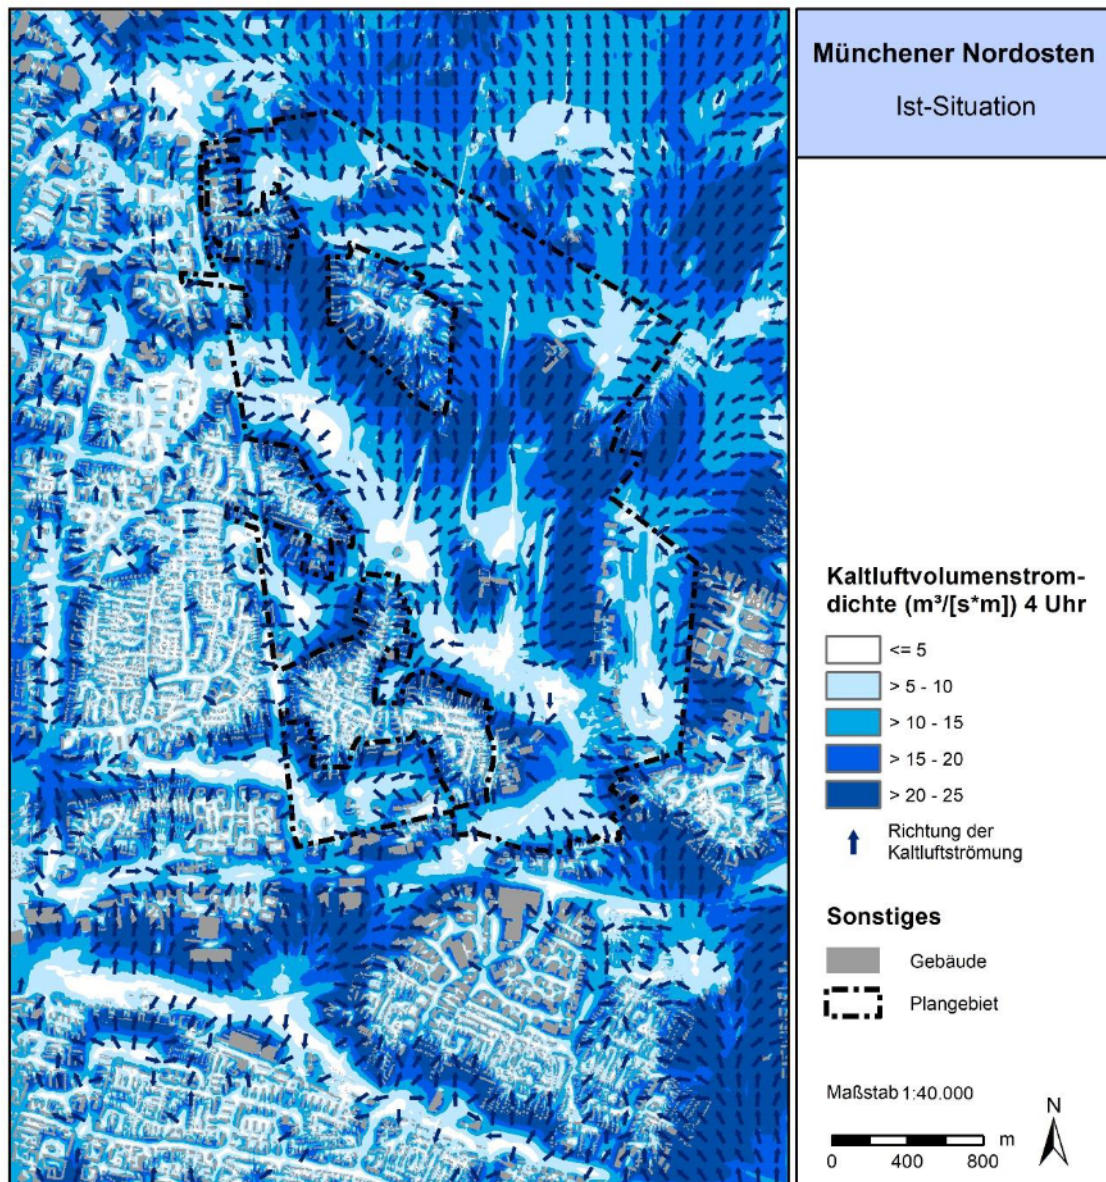 Münchener Nordosten
Ist-Situation
Kaltluftvolumenstrom-
dichte (m³/[s*m]) 4 Uhr
<= 5
> 5 - 10
> 10 - 15
> 15 - 20
> 20 - 25
Richtung der
Kaltluftströmung
Sonstiges
Gebäude
Plangebiet
Maßstab 1:40.000
N
m
0 400 800